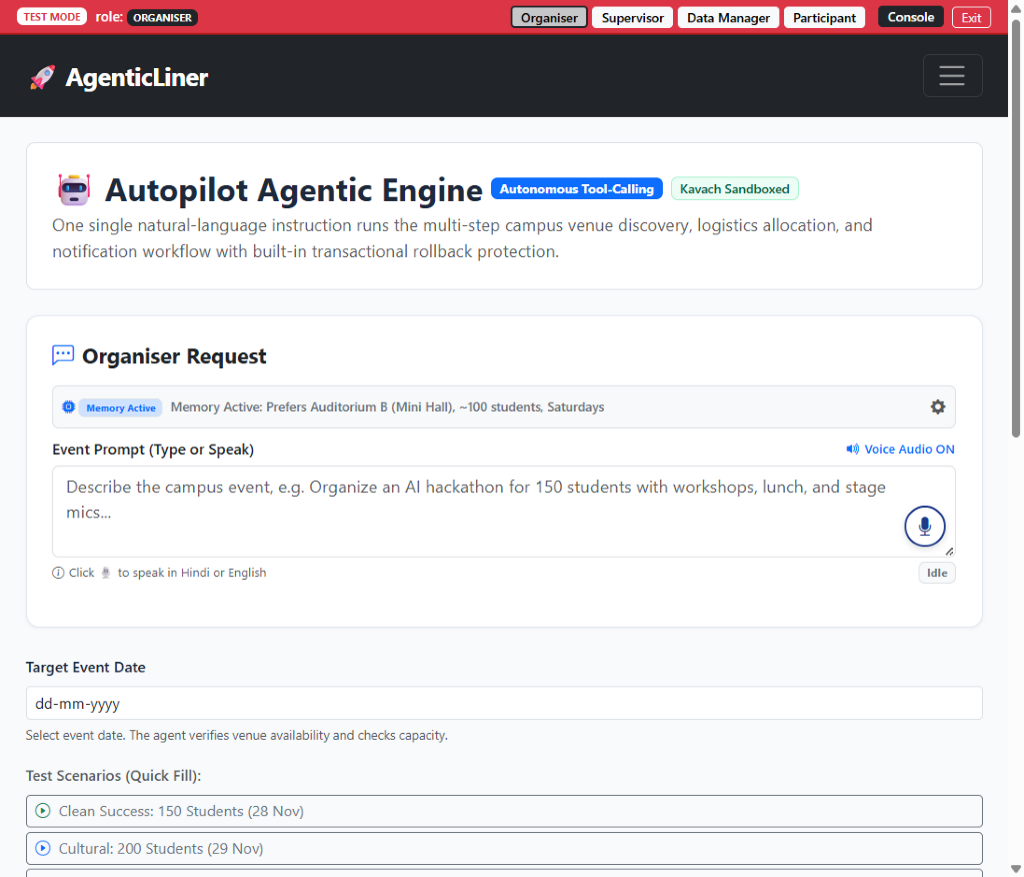 TEST MODE role: ORGANISER Organiser Supervisor Data Manager Participant Console Exit
AgenticLiner
Autopilot Agentic Engine Autonomous Tool-Calling Kavach Sandboxed
One single natural-language instruction runs the multi-step campus venue discovery, logistics allocation, and
notification workflow with built-in transactional rollback protection.
Organiser Request
Memory Active Memory Active: Prefers Auditorium B (Mini Hall), ~100 students, Saturdays
Event Prompt (Type or Speak) Voice Audio ON
Describe the campus event, e.g. Organize an AI hackathon for 150 students with workshops, lunch, and stage
mics...
Click to speak in Hindi or English Idle
Target Event Date
dd-mm-yyyy
Select event date. The agent verifies venue availability and checks capacity.
Test Scenarios (Quick Fill):
Clean Success: 150 Students (28 Nov)
Cultural: 200 Students (29 Nov)